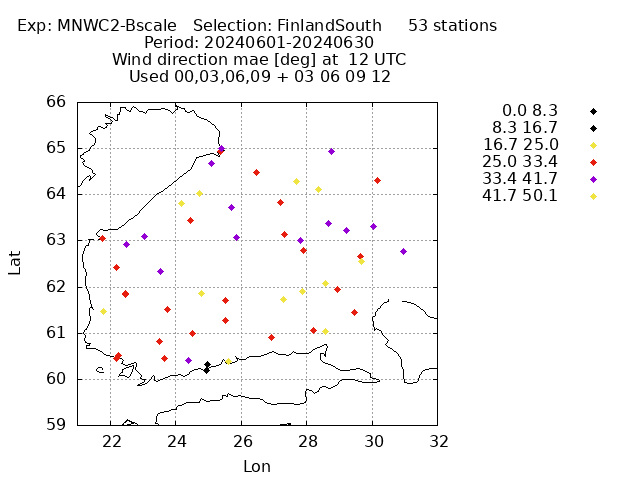 Exp: MNWC2-Bscale   Selection: FinlandSouth     53 stations
Period: 20240601-20240630
Wind direction mae [deg] at  12 UTC
Used 00,03,06,09 + 03 06 09 12
0.0 8.3
8.3 16.7
16.7 25.0
25.0 33.4
33.4 41.7
41.7 50.1
66
65
64
63
62
61
60
59
Lat
22 24 26 28 30 32
Lon